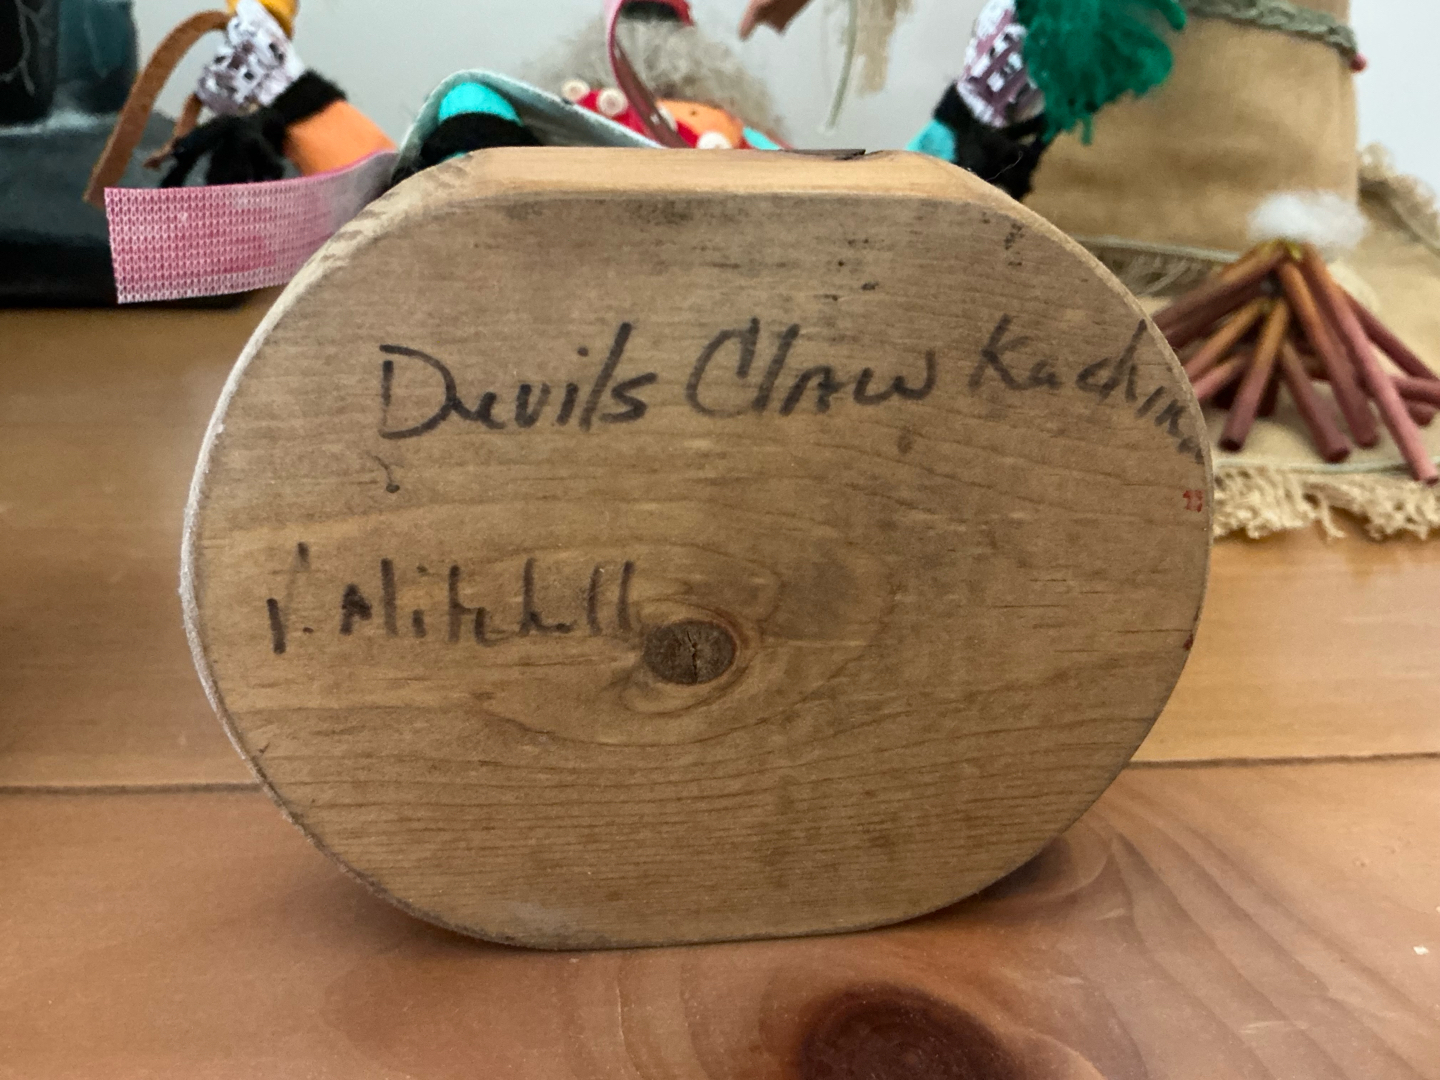 Devils Claw Kachina
V. Mitchell